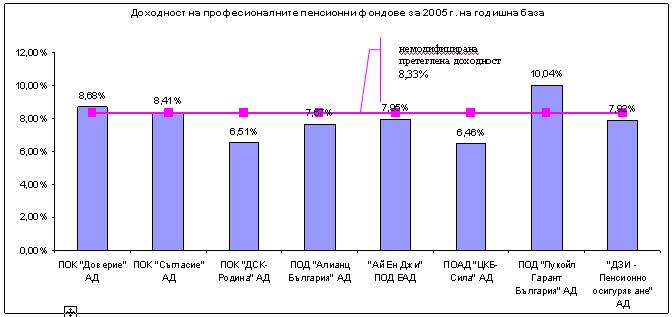 Доходност на професионалните пенсионни фондове за 2005 г. на годишна база
немодифицирана
претеглена доходност
8,33%
12,00%
10,00%
8,00%
6,00%
4,00%
2,00%
0,00%
8,68%
8,41%
6,51%
7,67%
7,95%
6,46%
10,04%
7,93%
ПОК "Доверие"
АД
ПОК "Съгласие"
АД
ПОК "ДСК-
Родина" АД
ПОД "Алианц
България" АД
"Ай Ен Джи"
ПОД ЕАД
ПОАД "ЦКБ-
Сила" АД
ПОД "Лукойл
Гарант
България" АД
"ДЗИ -
Пенсионно
осигуряване"
АД